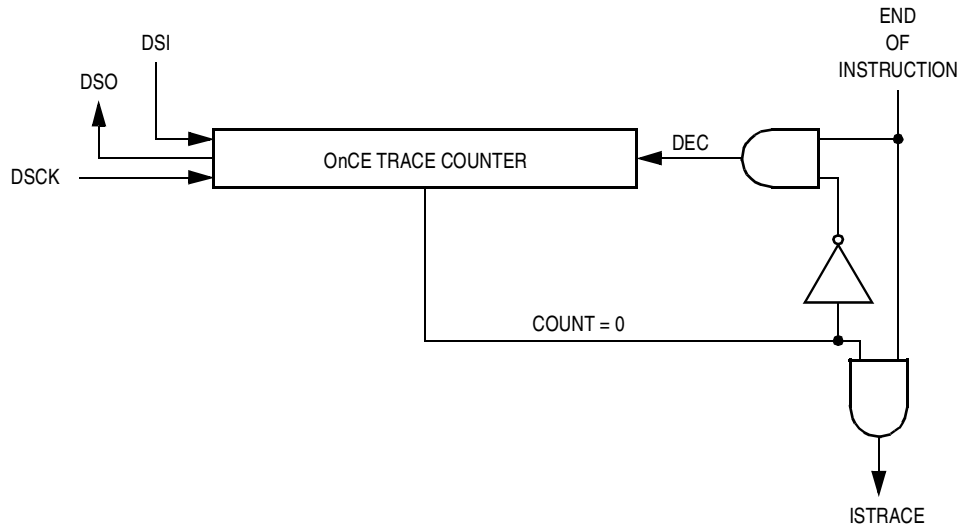 END
OF
INSTRUCTION
DSI
DSO
DSCK
OnCE TRACE COUNTER
DEC
COUNT = 0
ISTRACE